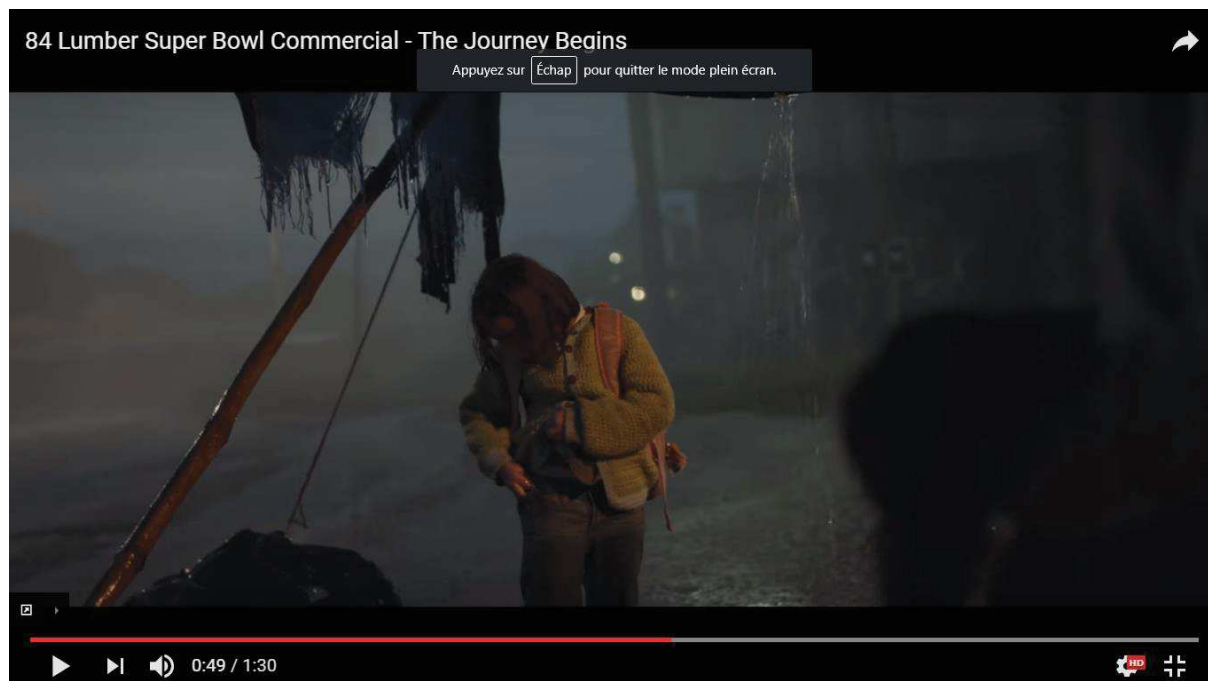 84 Lumber Super Bowl Commercial - The Journey Begins
Appuyez sur Échap pour quitter le mode plein écran.
0:49 / 1:30
HD